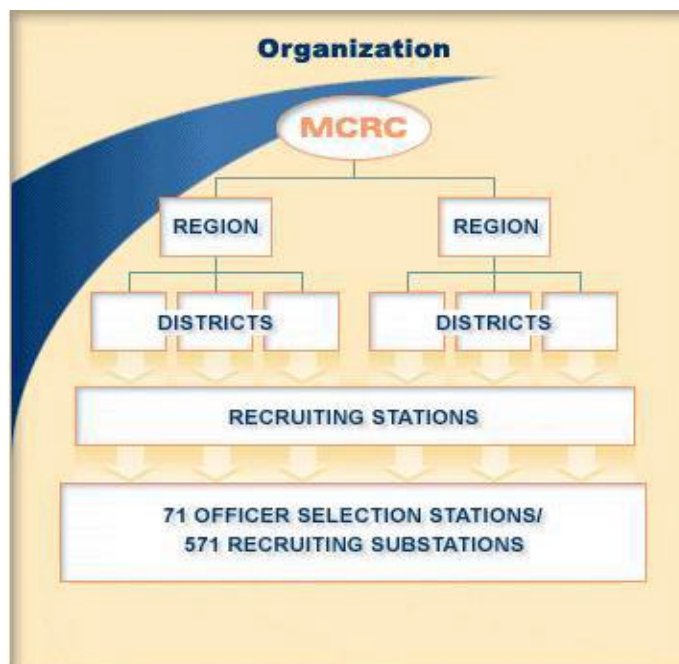 Organization
MCRC
REGION
REGION
DISTRICTS
DISTRICTS
RECRUITING STATIONS
71 OFFICER SELECTION STATIONS/
571 RECRUITING SUBSTATIONS